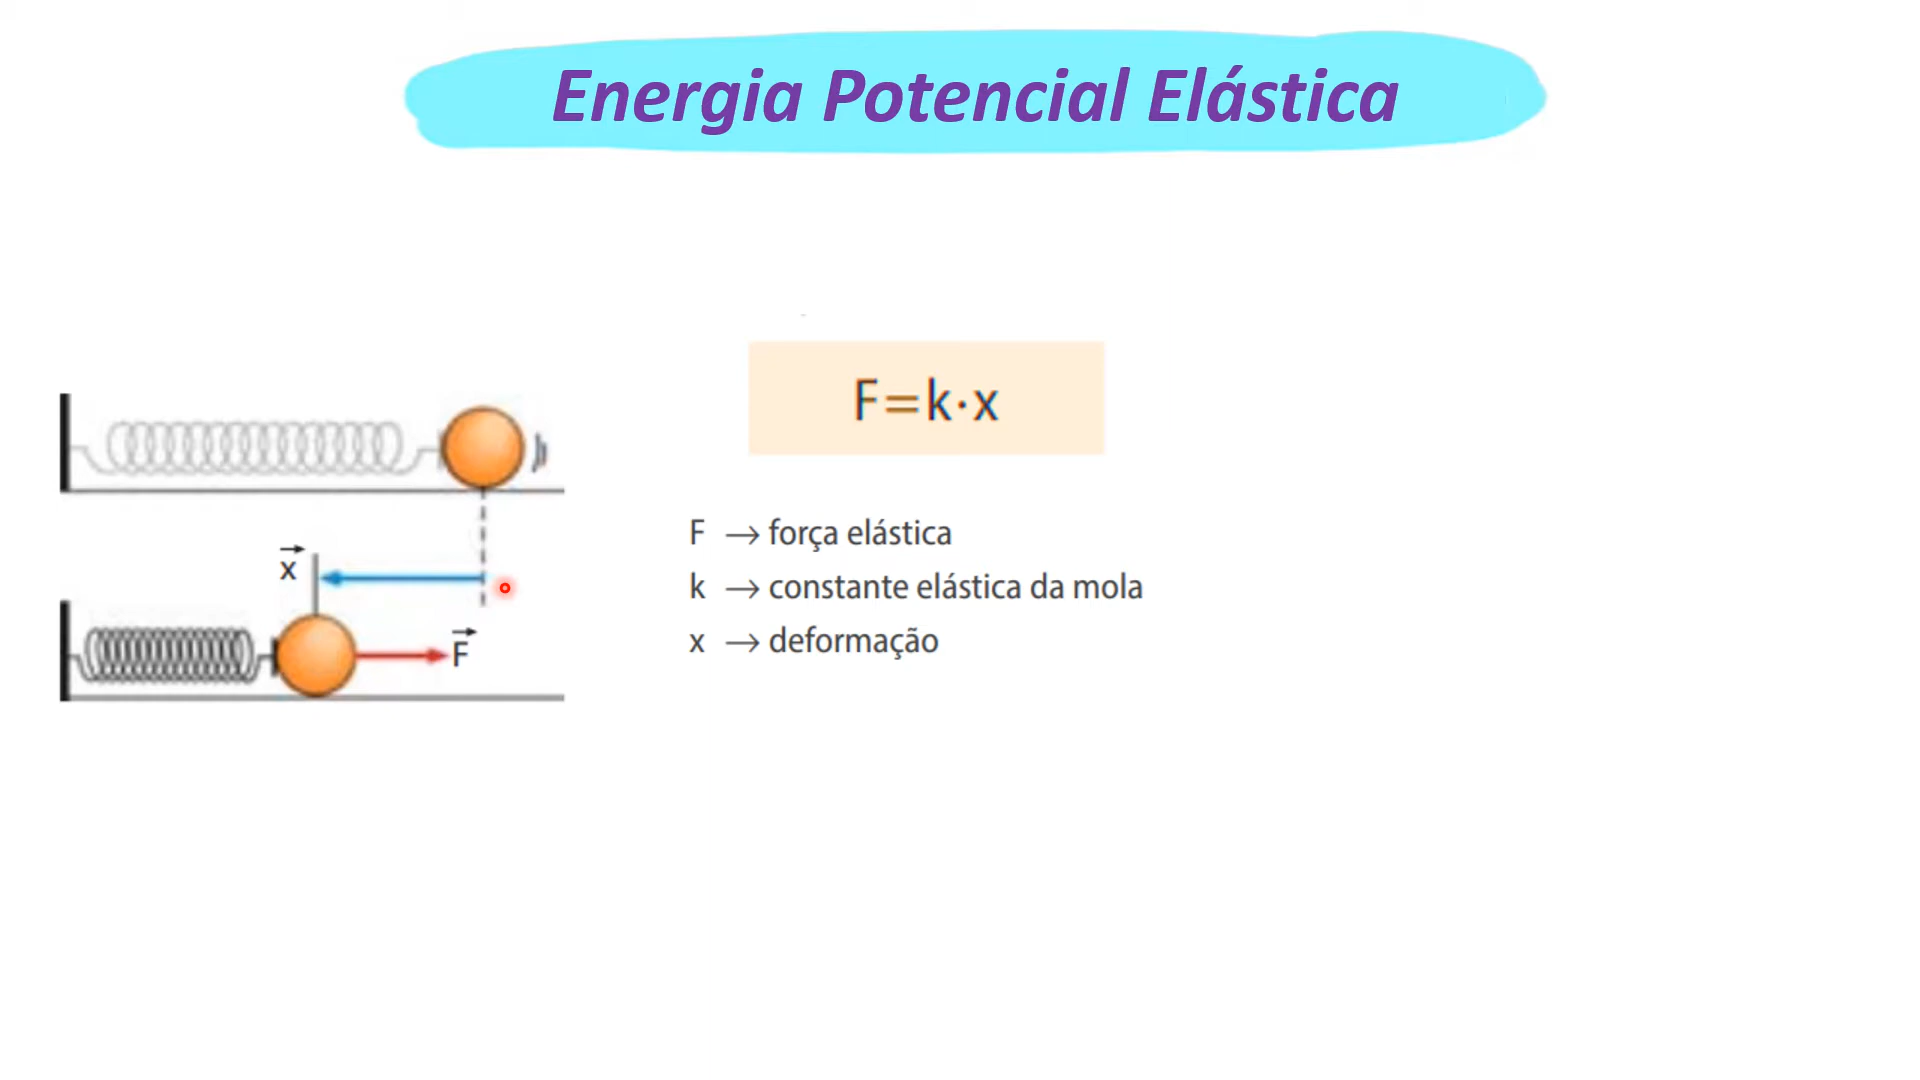 Energia Potencial Elástica
F=k·x
F → força elástica
k → constante elástica da mola
x → deformação
x
F